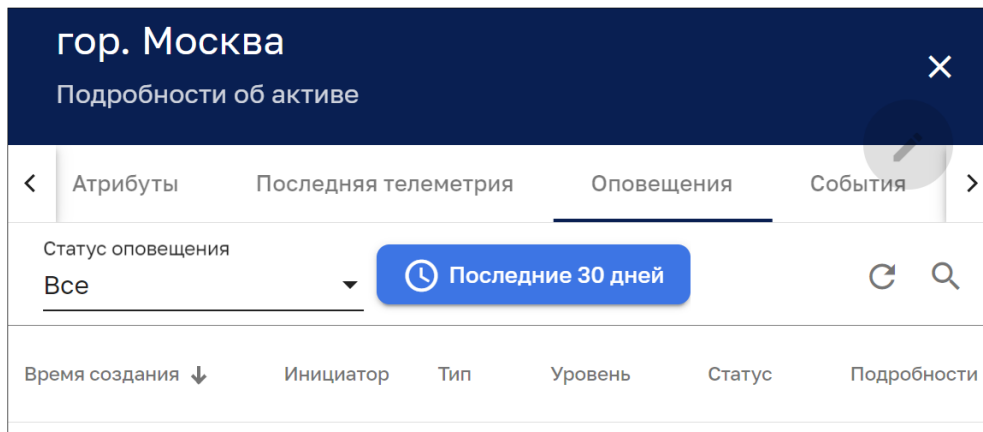 гор. Москва
Подробности об активе
Атрибуты Последняя телеметрия Оповещения События
Статус оповещения
Все
Последние 30 дней
Время создания Инициатор Тип Уровень Статус Подробности